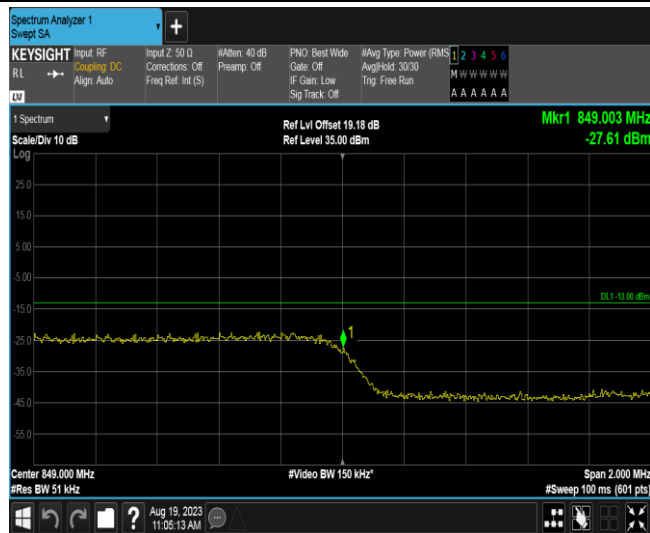 Spectrum Analyzer 1
Swept SA
+
KEYSIGHT
RL
LXI
Input: RF
Coupling: DC
Align: Auto
Input Z: 50 Ω
Corrections: Off
Freq Ref: Int (S)
#Atten: 40 dB
Preamp: Off
PNO: Best Wide
Gate: Off
IF Gain: Low
Sig Track: Off
#Avg Type: Power (RMS
Avg|Hold: 30/30
Trig: Free Run
1 2 3 4 5 6
M W W W W W
A A A A A A
1 Spectrum
Scale/Div 10 dB
Ref Lvl Offset 19.18 dB
Ref Level 35.00 dBm
Mkr1 849.003 MHz
-27.61 dBm
Log
25.0
15.0
5.00
-5.00
DL1 -13.00 dBm
-15.0
1
-25.0
-35.0
-45.0
-55.0
Center 849.000 MHz
#Video BW 150 kHz*
Span 2.000 MHz
#Res BW 51 kHz
#Sweep 100 ms (601 pts)
?
Aug 19, 2023
11:05:13 AM